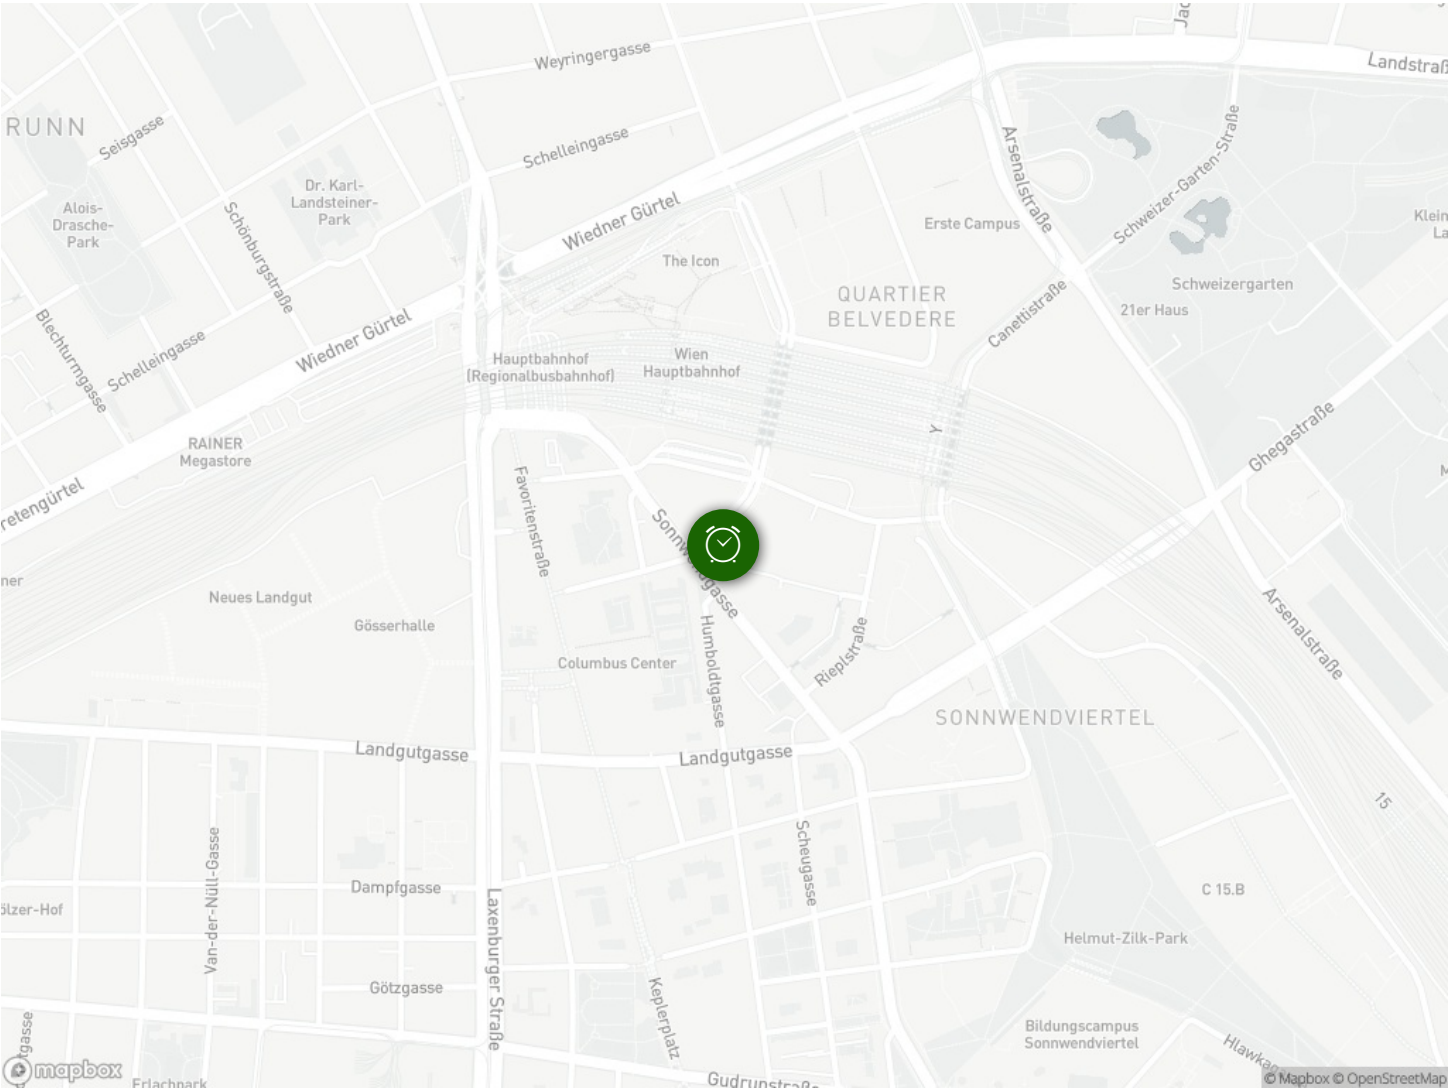 Weyringergasse
Landstraß
RUNN
Seisgasse
Schelleingasse
Arsenalstraße
Schweizer-Garten-Straße
Dr. Karl-
Landsteiner-
Park
Alois-
Drasche-
Park
Schönburgstraße
Wiedner Gürtel
Erste Campus
Klein
La
The Icon
Schweizergarten
QUARTIER
BELVEDERE
21er Haus
Canettistraße
Wiedner Gürtel
Blechturmgasse
Schelleingasse
Hauptbahnhof
(Regionalbusbahnhof)
Wien
Hauptbahnhof
Ghegastraße
RAINER
Megastore
Y
M
retengürtel
Favoritenstraße
Sonnwendgasse
ner
Neues Landgut
Gösserhalle
Arsenalstraße
Columbus Center
Humboldtgasse
Rieplstraße
SONNWENDVIERTEL
Landgutgasse
Landgutgasse
15
Scheugasse
Van-der-Nüll-Gasse
Dampfgasse
C 15.B
ölzer-Hof
Laxenburger Straße
Helmut-Zilk-Park
Götzgasse
Keplerplatz
Bildungscampus
Sonnwendviertel
Hlawka
tgasse
mapbox
Erlachpark
Gudrunstraße
© Mapbox © OpenStreetMap